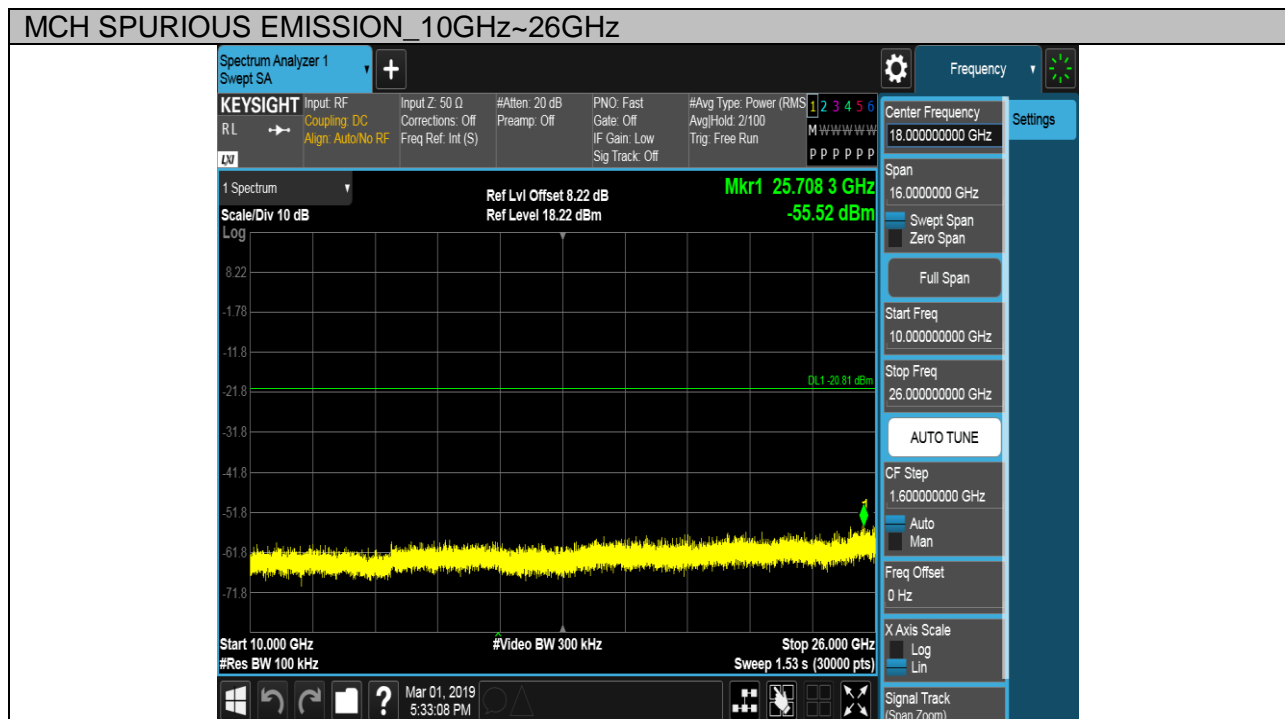 MCH SPURIOUS EMISSION_10GHz~26GHz
Spectrum Analyzer 1
Swept SA
+
Frequency
KEYSIGHT
RL
LXI
Input: RF
Coupling: DC
Align: Auto/No RF
Input Z: 50 Ω
Corrections: Off
Freq Ref: Int (S)
#Atten: 20 dB
Preamp: Off
PNO: Fast
Gate: Off
IF Gain: Low
Sig Track: Off
#Avg Type: Power (RMS
Avg|Hold: 2/100
Trig: Free Run
1 2 3 4 5 6
M W W W W W
P P P P P P
1 Spectrum
Scale/Div 10 dB
Log
Ref Lvl Offset 8.22 dB
Ref Level 18.22 dBm
Mkr1 25.708 3 GHz
-55.52 dBm
8.22
-1.78
-11.8
DL1 -20.81 dBm
-21.8
-31.8
-41.8
1
-51.8
-61.8
-71.8
Start 10.000 GHz
#Res BW 100 kHz
#Video BW 300 kHz
Stop 26.000 GHz
Sweep 1.53 s (30000 pts)
?
Mar 01, 2019
5:33:08 PM
Center Frequency
18.000000000 GHz
Settings
Span
16.0000000 GHz
Swept Span
Zero Span
Full Span
Start Freq
10.000000000 GHz
Stop Freq
26.000000000 GHz
AUTO TUNE
CF Step
1.600000000 GHz
Auto
Man
Freq Offset
0 Hz
X Axis Scale
Log
Lin
Signal Track
(Span Zoom)